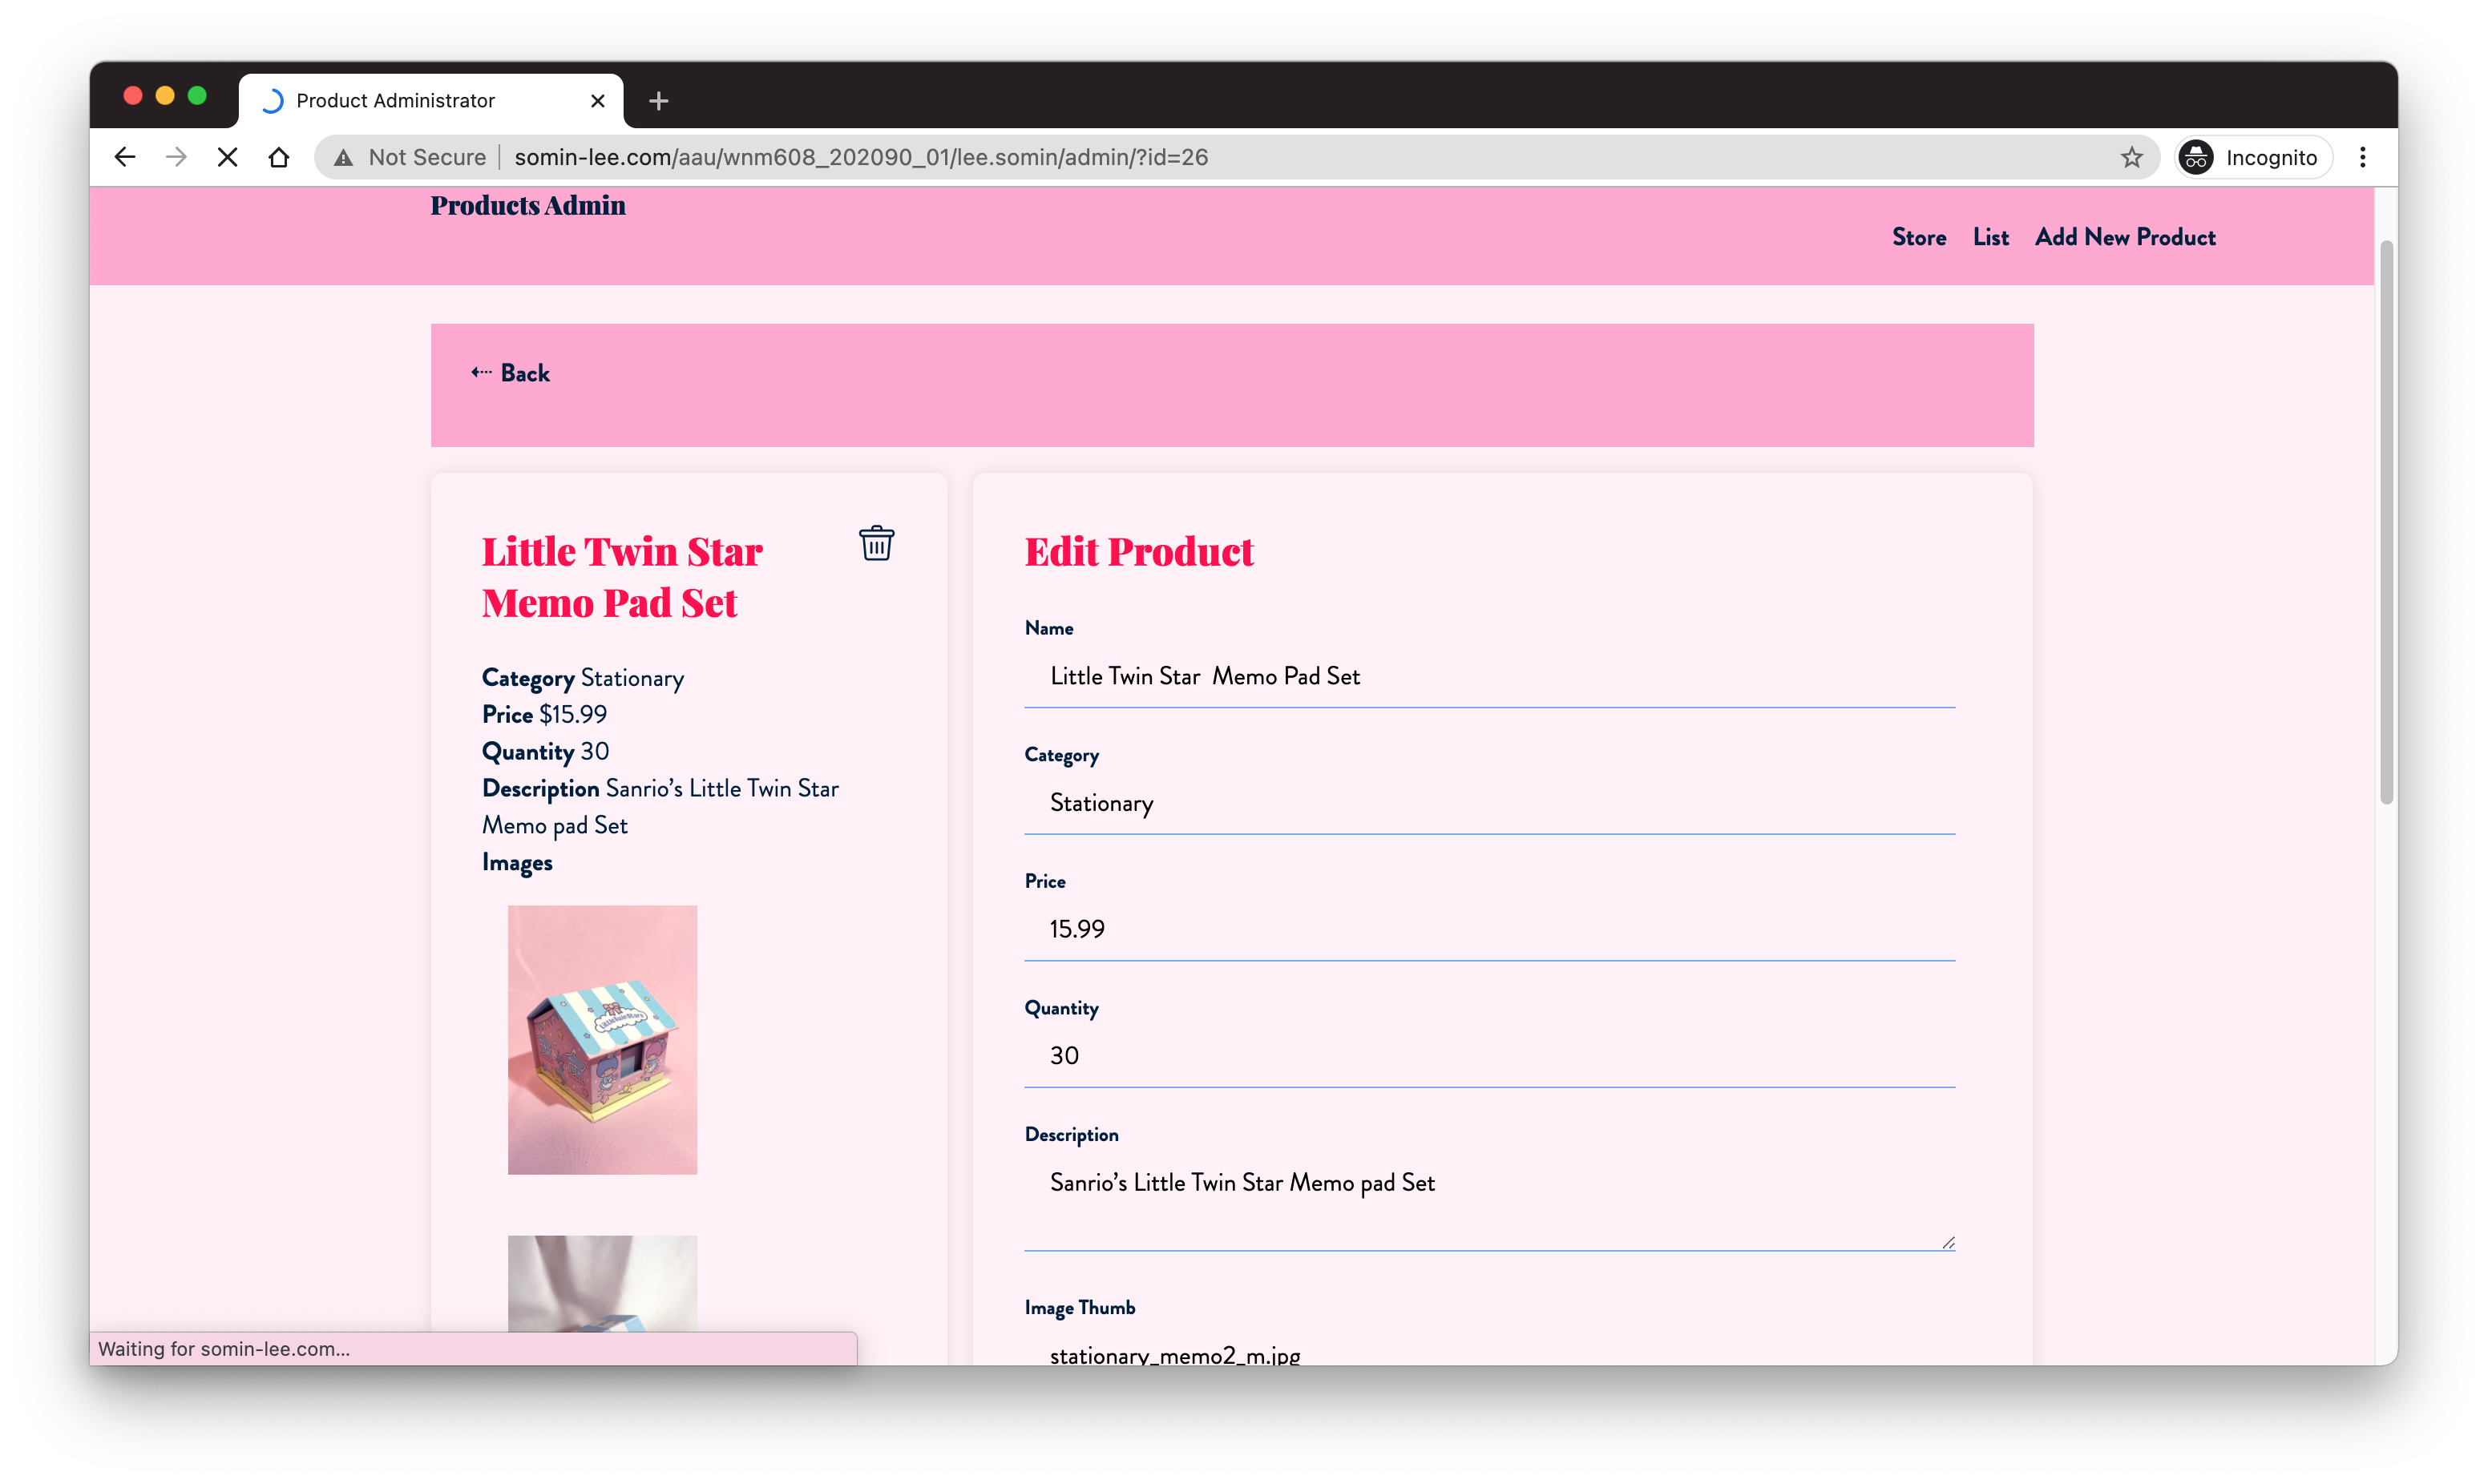 Product Administrator
Not Secure somin-lee.com/aau/wnm608_202090_01/lee.somin/admin/?id=26
Incognito
Products Admin
Store List Add New Product
Back
Little Twin Star
Memo Pad Set
Category Stationary
Price $15.99
Quantity 30
Description Sanrio’s Little Twin Star
Memo pad Set
Images
LittleTwinStars
Edit Product
Name
Little Twin Star  Memo Pad Set
Category
Stationary
Price
15.99
Quantity
30
Description
Sanrio’s Little Twin Star Memo pad Set
Image Thumb
stationary_memo2_m.jpg
Waiting for somin-lee.com...